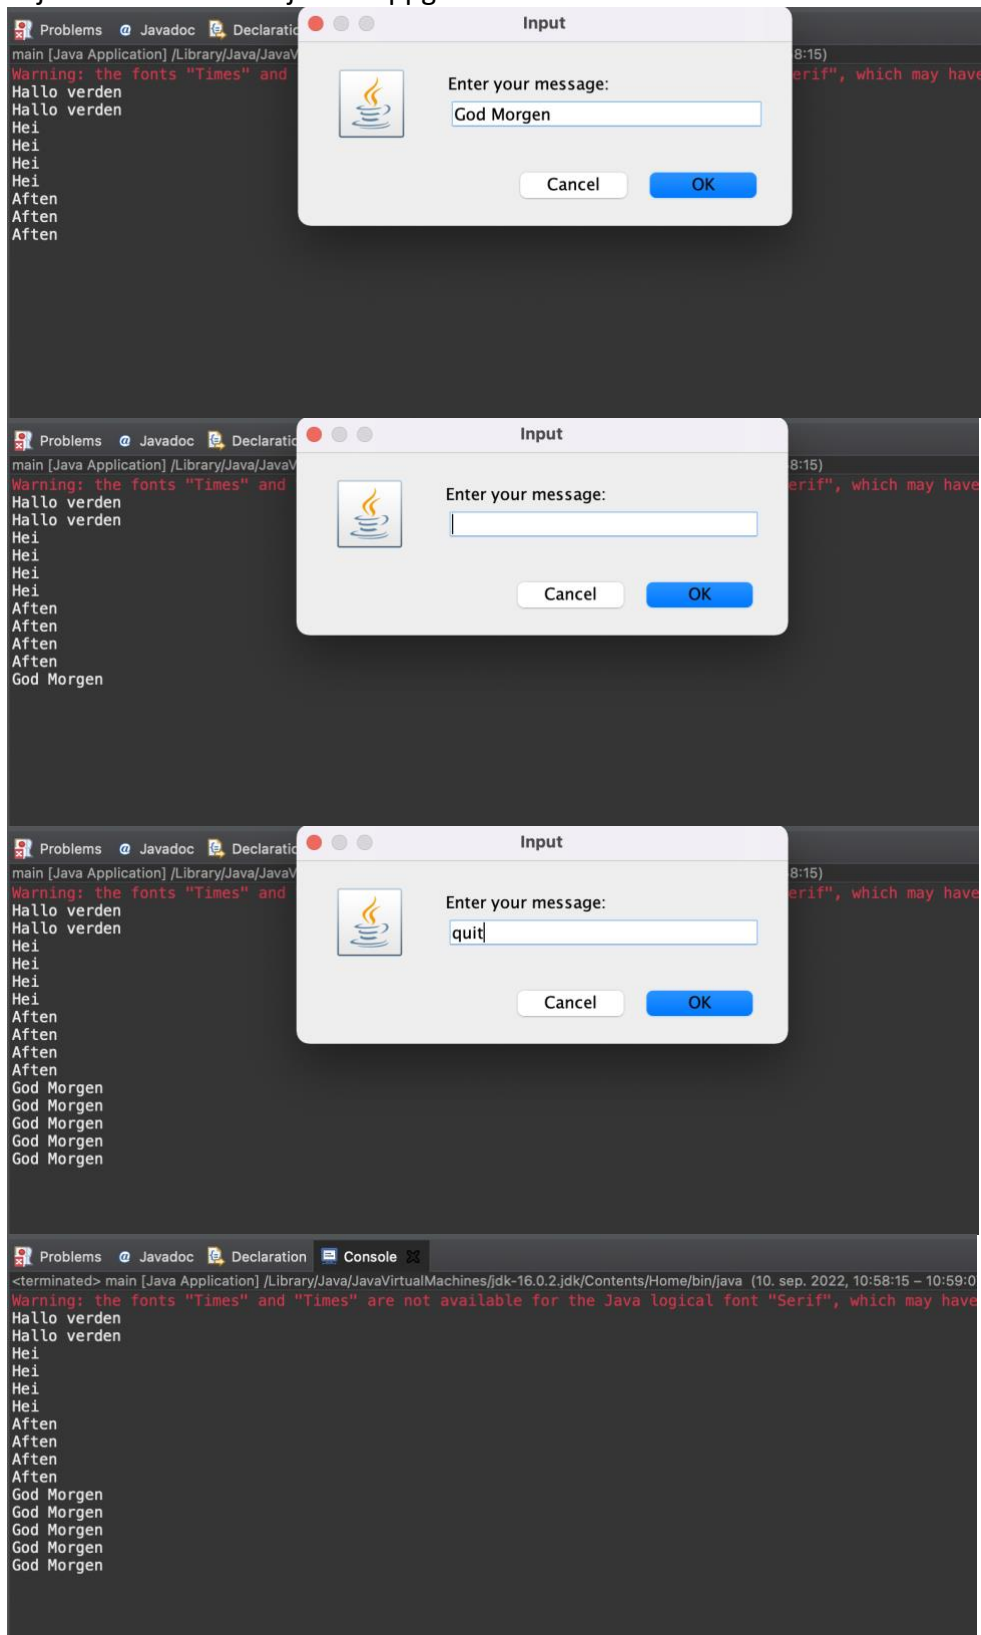 Problems @ Javadoc Declaratio Input
main [Java Application] /Library/Java/JavaV 8:15)
Warning: the fonts "Times" and erif", which may have
Hallo verden
Hallo verden
Hei
Hei
Hei
Hei
Aften
Aften
Aften
Enter your message:
God Morgen
Cancel OK
Problems @ Javadoc Declaratio Input
main [Java Application] /Library/Java/JavaV 8:15)
Warning: the fonts "Times" and erif", which may have
Hallo verden
Hallo verden
Hei
Hei
Hei
Hei
Aften
Aften
Aften
Aften
God Morgen
Enter your message:
Cancel OK
Problems @ Javadoc Declaratio Input
main [Java Application] /Library/Java/JavaV 8:15)
Warning: the fonts "Times" and Serif", which may have
Hallo verden
Hallo verden
Hei
Hei
Hei
Hei
Aften
Aften
Aften
Aften
God Morgen
God Morgen
God Morgen
God Morgen
God Morgen
Enter your message:
quit
Cancel OK
Problems @ Javadoc Declaration Console
<terminated> main [Java Application] /Library/Java/JavaVirtualMachines/jdk-16.0.2.jdk/Contents/Home/bin/java (10. sep. 2022, 10:58:15 – 10:59:0
Warning: the fonts "Times" and "Times" are not available for the Java logical font "Serif", which may have
Hallo verden
Hallo verden
Hei
Hei
Hei
Hei
Aften
Aften
Aften
Aften
God Morgen
God Morgen
God Morgen
God Morgen
God Morgen